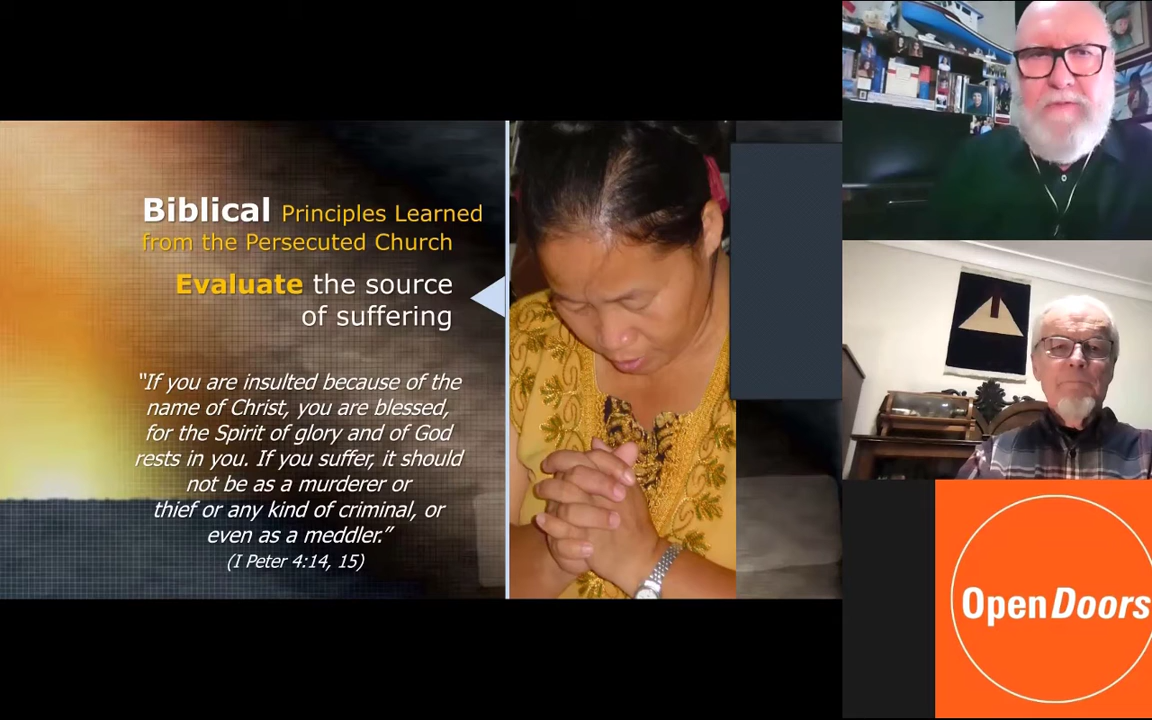 Biblical Principles Learned
from the Persecuted Church
Evaluate the source
of suffering
“If you are insulted because of the
name of Christ, you are blessed,
for the Spirit of glory and of God
rests in you. If you suffer, it should
not be as a murderer or
thief or any kind of criminal, or
even as a meddler.”
(I Peter 4:14, 15)
OpenDoors